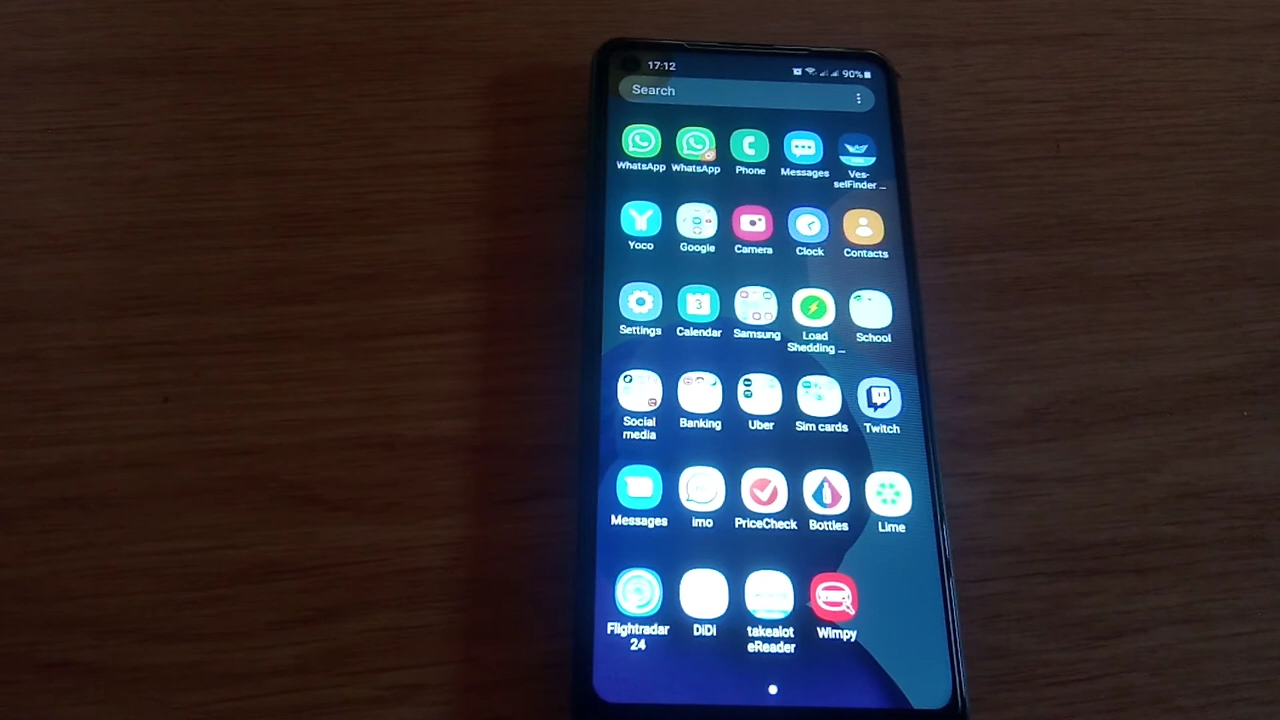 17:12
90%
Search
WhatsApp
WhatsApp
Phone
Messages
Ves-
selFinder ...
Yoco
Google
Camera
Clock
Contacts
3
Settings
Calendar
Samsung
Load
Shedding ...
School
Social
media
Banking
Uber
Sim cards
Twitch
Messages
imo
PriceCheck
Bottles
Lime
Flightradar
24
DiDi
takealot
eReader
Wimpy